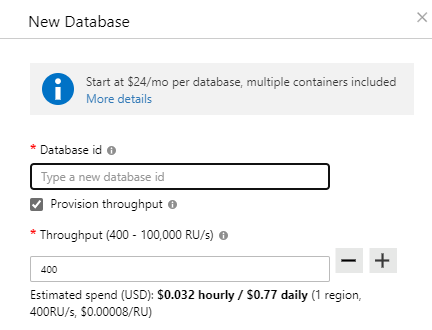 New Database
Start at $24/mo per database, multiple containers included
More details
* Database id
Type a new database id
Provision throughput
* Throughput (400 - 100,000 RU/s)
400
Estimated spend (USD): $0.032 hourly / $0.77 daily (1 region,
400RU/s, $0.00008/RU)